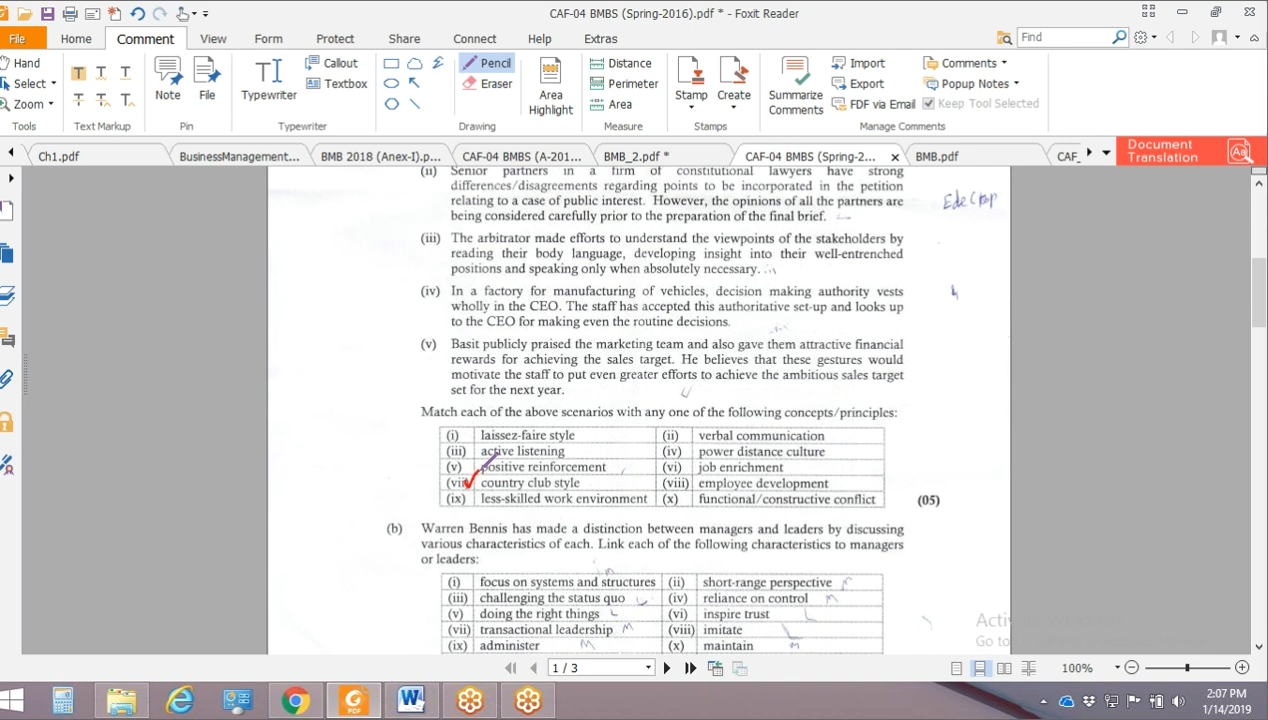 CAF-04 BMBS (Spring-2016).pdf * - Foxit Reader
File Home Comment View Form Protect Share Connect Help Extras Find
Hand
Select
Zoom
Tools
Text Markup
Note
File
Pin
Typewriter
Callout
Textbox
Typewriter
Pencil
Eraser
Area
Highlight
Drawing
Distance
Perimeter
Area
Measure
Stamp
Create
Stamps
Summarize
Comments
Import
Export
FDF via Email
Comments
Popup Notes
Keep Tool Selected
Manage Comments
Ch1.pdf BusinessManagement... BMB 2018 (Anex-I).p... CAF-04 BMBS (A-201... BMB_2.pdf * CAF-04 BMBS (Spring-2... BMB.pdf CAF_
Document
Translation
(ii) Senior partners in a firm of constitutional lawyers have strong
differences/disagreements regarding points to be incorporated in the petition
relating to a case of public interest. However, the opinions of all the partners are
being considered carefully prior to the preparation of the final brief.
(iii) The arbitrator made efforts to understand the viewpoints of the stakeholders by
reading their body language, developing insight into their well-entrenched
positions and speaking only when absolutely necessary.
(iv) In a factory for manufacturing of vehicles, decision making authority vests
wholly in the CEO. The staff has accepted this authoritative set-up and looks up
to the CEO for making even the routine decisions.
(v) Basit publicly praised the marketing team and also gave them attractive financial
rewards for achieving the sales target. He believes that these gestures would
motivate the staff to put even greater efforts to achieve the ambitious sales target
set for the next year.
Match each of the above scenarios with any one of the following concepts/principles:
(i) laissez-faire style (ii) verbal communication
(iii) active listening (iv) power distance culture
(v) positive reinforcement (vi) job enrichment
(vii) country club style (viii) employee development
(ix) less-skilled work environment (x) functional/constructive conflict (05)
(b) Warren Bennis has made a distinction between managers and leaders by discussing
various characteristics of each. Link each of the following characteristics to managers
or leaders:
(i) focus on systems and structures (ii) short-range perspective
(iii) challenging the status quo (iv) reliance on control
(v) doing the right things (vi) inspire trust
(vii) transactional leadership (viii) imitate
(ix) administer (x) maintain
1 / 3
100%
2:07 PM
1/14/2019